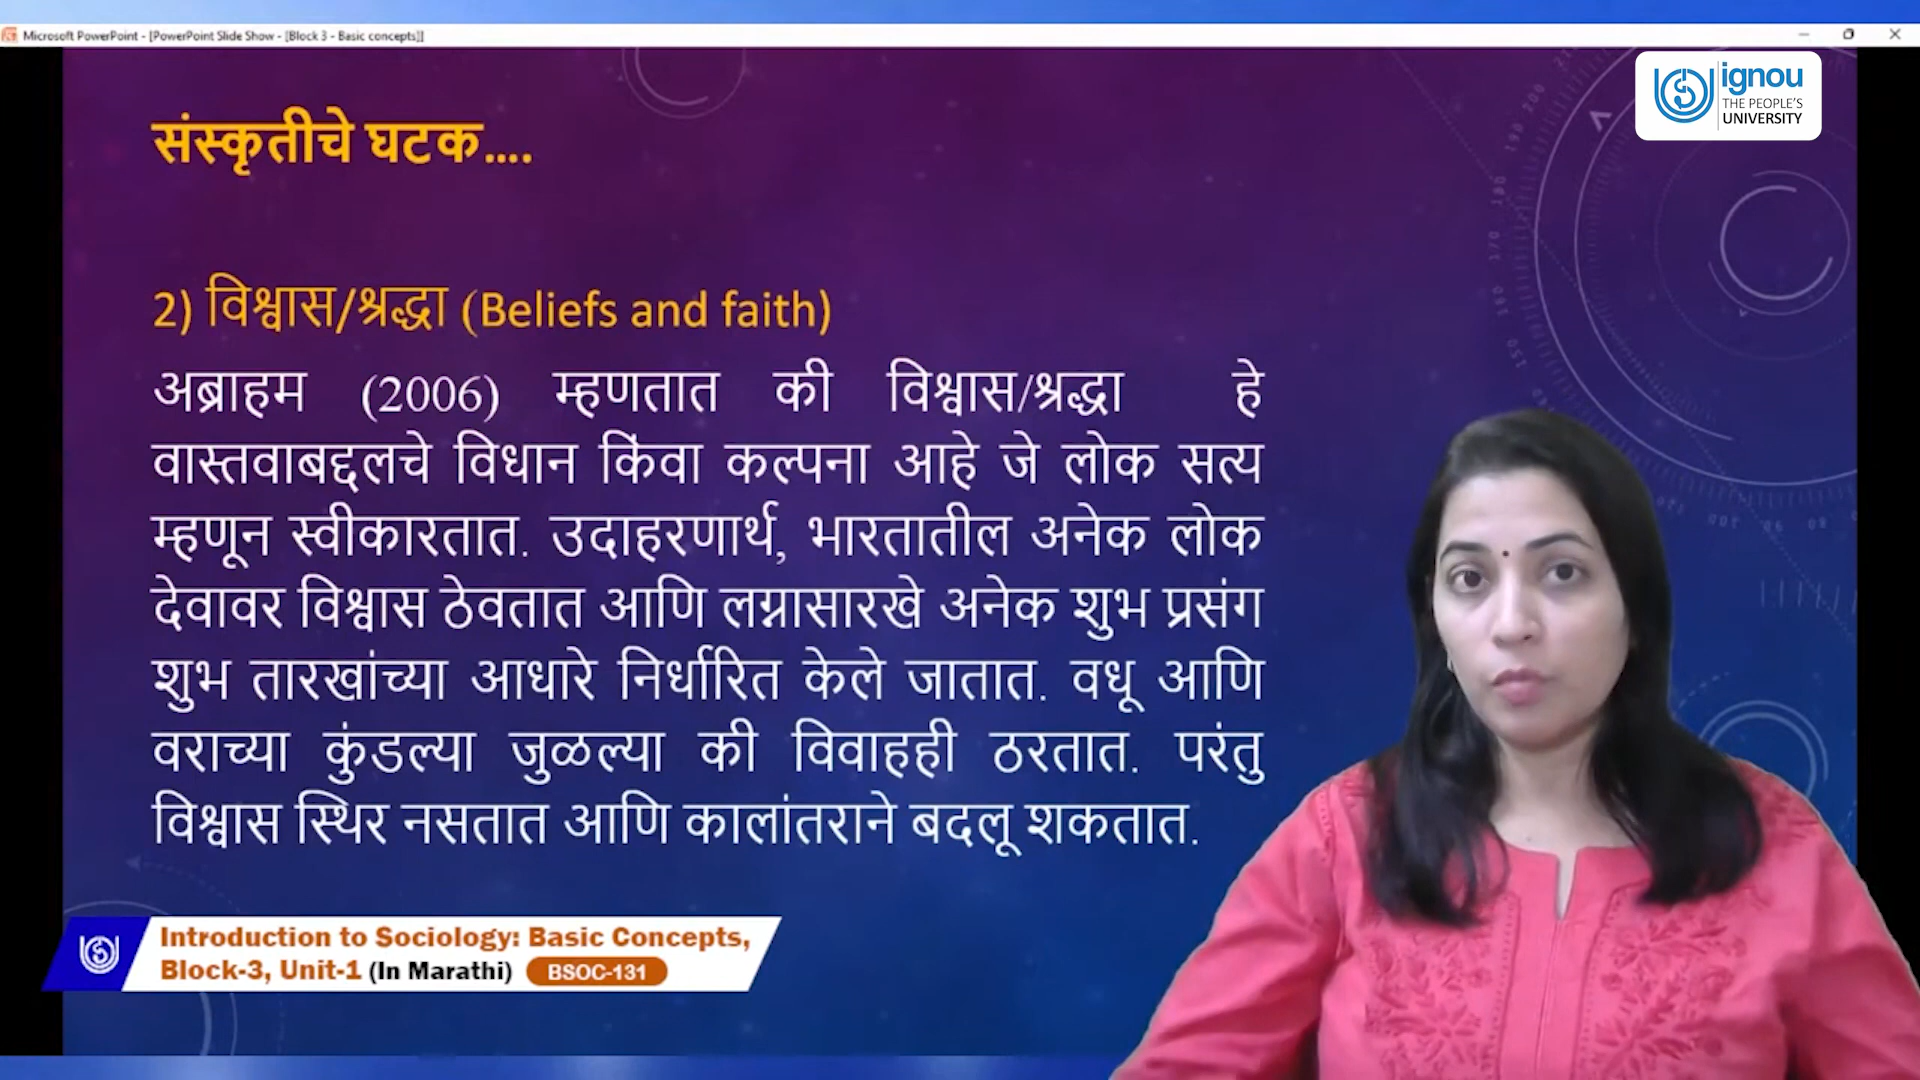 Microsoft PowerPoint - [PowerPoint Slide Show - [Block 3 - Basic concepts]]
ignou
THE PEOPLE'S
UNIVERSITY
संस्कृतीचे घटक....
2) विश्वास/श्रद्धा (Beliefs and faith)
अब्राहम (2006) म्हणतात की विश्वास/श्रद्धा हे
वास्तवाबद्दलचे विधान किंवा कल्पना आहे जे लोक सत्य
म्हणून स्वीकारतात. उदाहरणार्थ, भारतातील अनेक लोक
देवावर विश्वास ठेवतात आणि लग्नासारखे अनेक शुभ प्रसंग
शुभ तारखांच्या आधारे निर्धारित केले जातात. वधू आणि
वराच्या कुंडल्या जुळल्या की विवाहही ठरतात. परंतु
विश्वास स्थिर नसतात आणि कालांतराने बदलू शकतात.
Introduction to Sociology: Basic Concepts,
Block-3, Unit-1 (In Marathi) BSOC-131